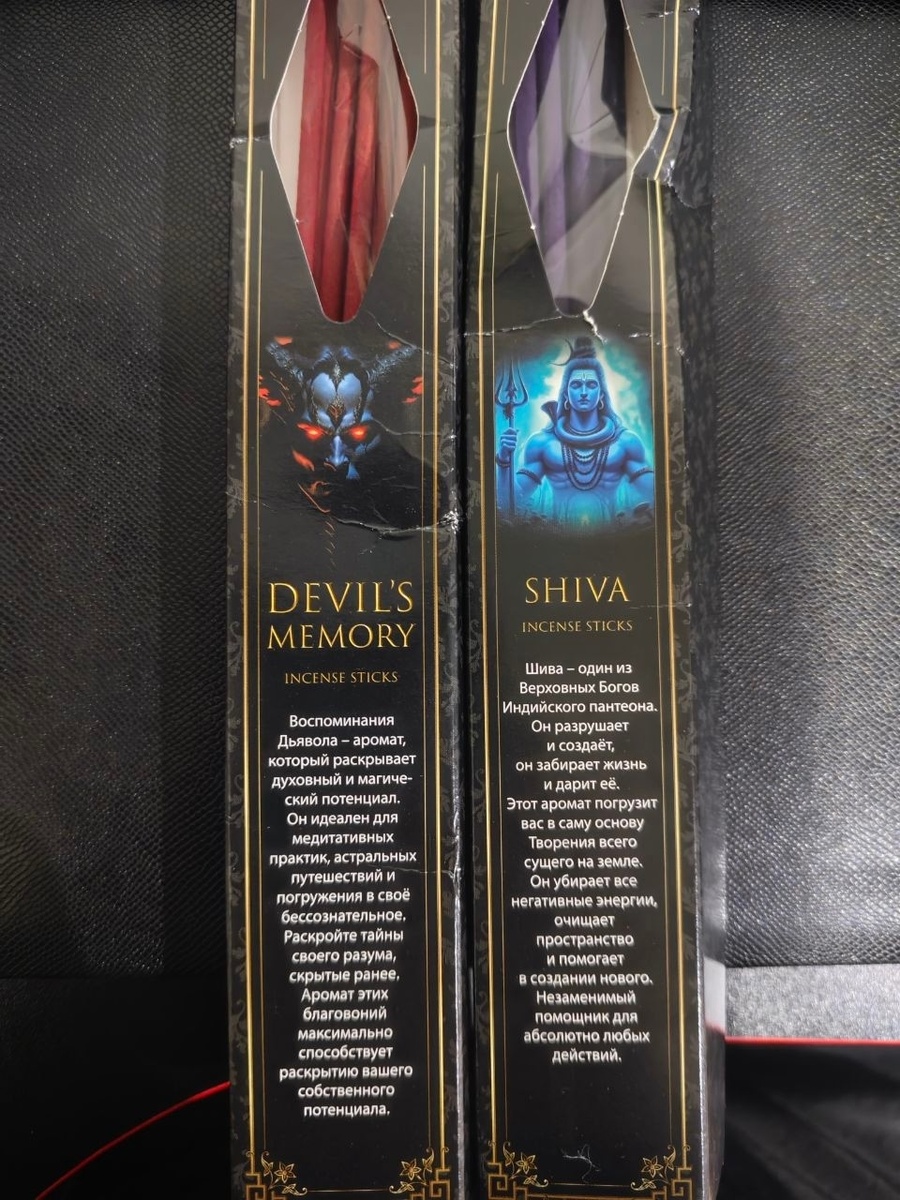 DEVIL'S
MEMORY
INCENSE STICKS
Воспоминания
Дьявола – аромат,
который раскрывает
духовный и магиче-
ский потенциал.
Он идеален для
медитативных
практик, астральных
путешествий и
погружения в своё
бессознательное.
Раскройте тайны
своего разума,
скрытые ранее.
Аромат этих
благовоний
максимально
способствует
раскрытию вашего
собственного
потенциала.
SHIVA
INCENSE STICKS
Шива – один из
Верховных Богов
Индийского пантеона.
Он разрушает
и создаёт,
он забирает жизнь
и дарит её.
Этот аромат погрузит
вас в саму основу
Творения всего
сущего на земле.
Он убирает все
негативные энергии,
очищает
пространство
и помогает
в создании нового.
Незаменимый
помощник для
абсолютно любых
действий.